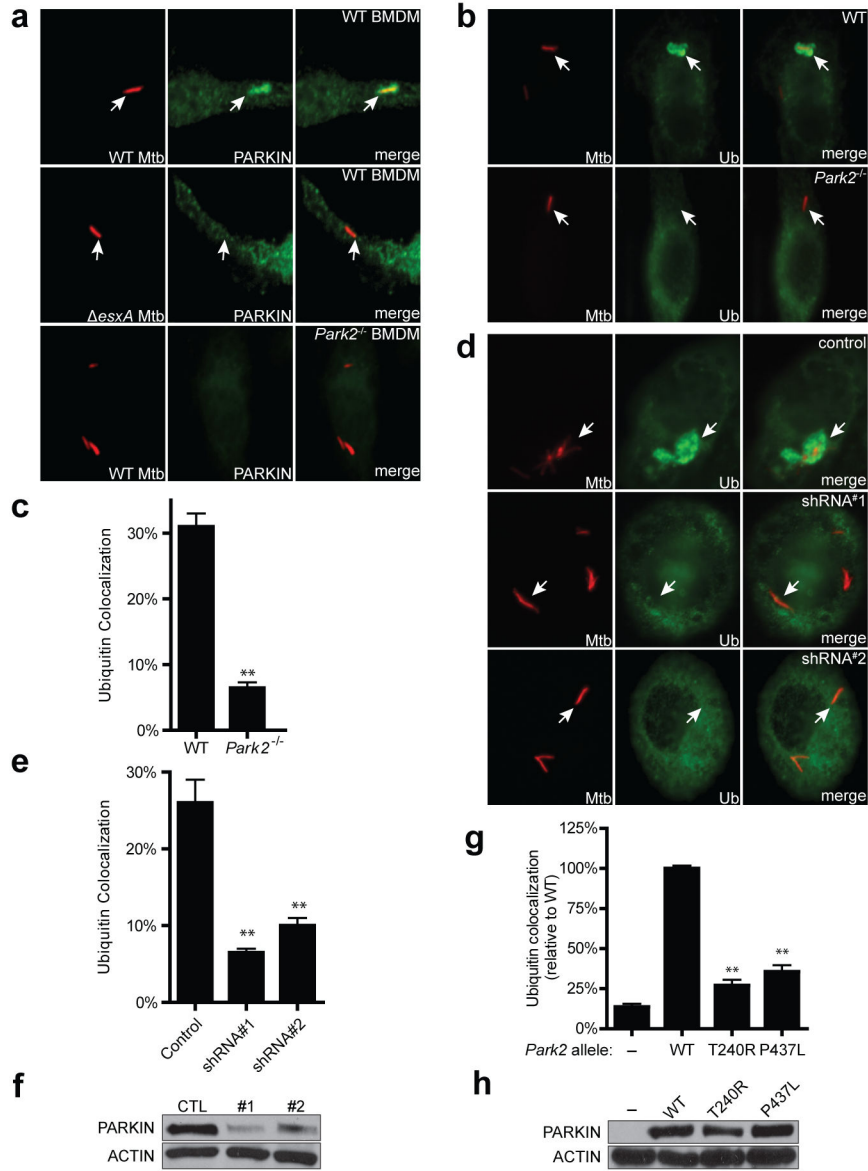 a
WT BMDM
WT Mtb
PARKIN
merge
WT BMDM
ΔesxA Mtb
PARKIN
merge
Park2-/- BMDM
WT Mtb
PARKIN
merge
b
WT
Mtb
Ub
merge
Park2-/-
Mtb
Ub
merge
c
Ubiquitin Colocalization
30%
20%
10%
0%
**
WT
Park2-/-
d
control
Mtb
Ub
merge
shRNA#1
Mtb
Ub
merge
shRNA#2
Mtb
Ub
merge
e
Ubiquitin Colocalization
30%
20%
10%
0%
**
**
Control
shRNA#1
shRNA#2
f
CTL #1 #2
PARKIN
ACTIN
g
Ubiquitin colocalization
(relative to WT)
125%
100%
75%
50%
25%
0%
**
**
Park2 allele: – WT T240R P437L
h
– WT T240R P437L
PARKIN
ACTIN